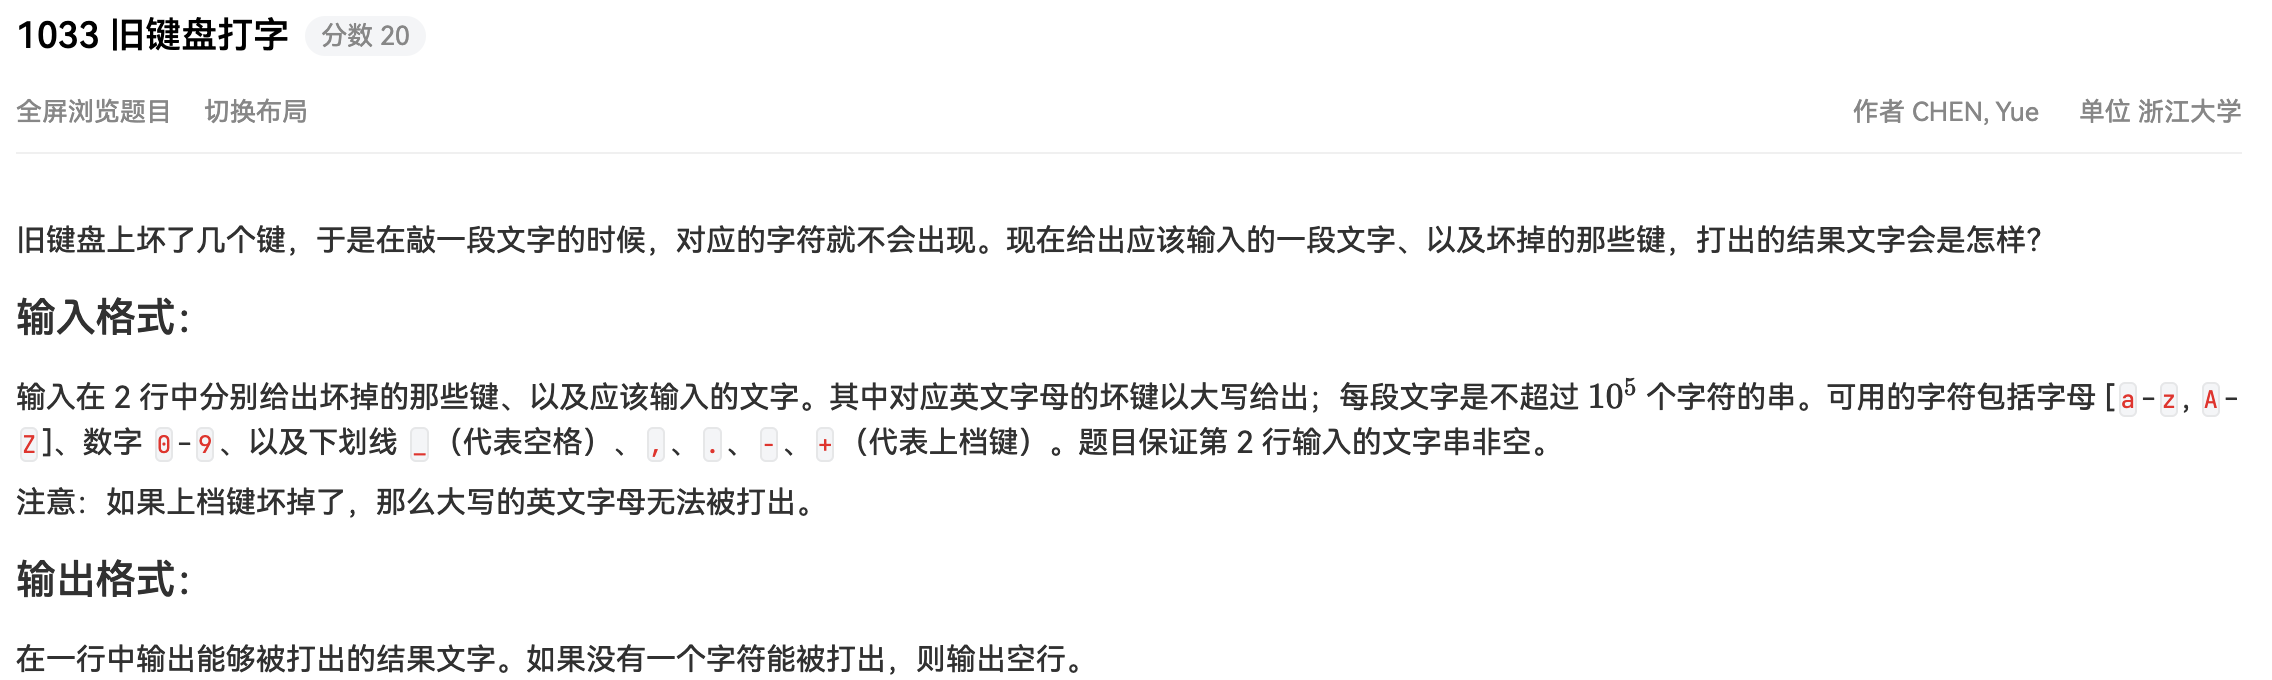 1033 旧键盘打字 分数 20
全屏浏览题目 切换布局 作者 CHEN, Yue 单位 浙江大学
旧键盘上坏了几个键，于是在敲一段文字的时候，对应的字符就不会出现。现在给出应该输入的一段文字、以及坏掉的那些键，打出的结果文字会是怎样？
输入格式：
输入在 2 行中分别给出坏掉的那些键、以及应该输入的文字。其中对应英文字母的坏键以大写给出；每段文字是不超过 10^5 个字符的串。可用的字符包括字母 [a-z, A-
Z]、数字 0-9、以及下划线 _（代表空格）、,、.、-、+（代表上档键）。题目保证第 2 行输入的文字串非空。
注意：如果上档键坏掉了，那么大写的英文字母无法被打出。
输出格式：
在一行中输出能够被打出的结果文字。如果没有一个字符能被打出，则输出空行。